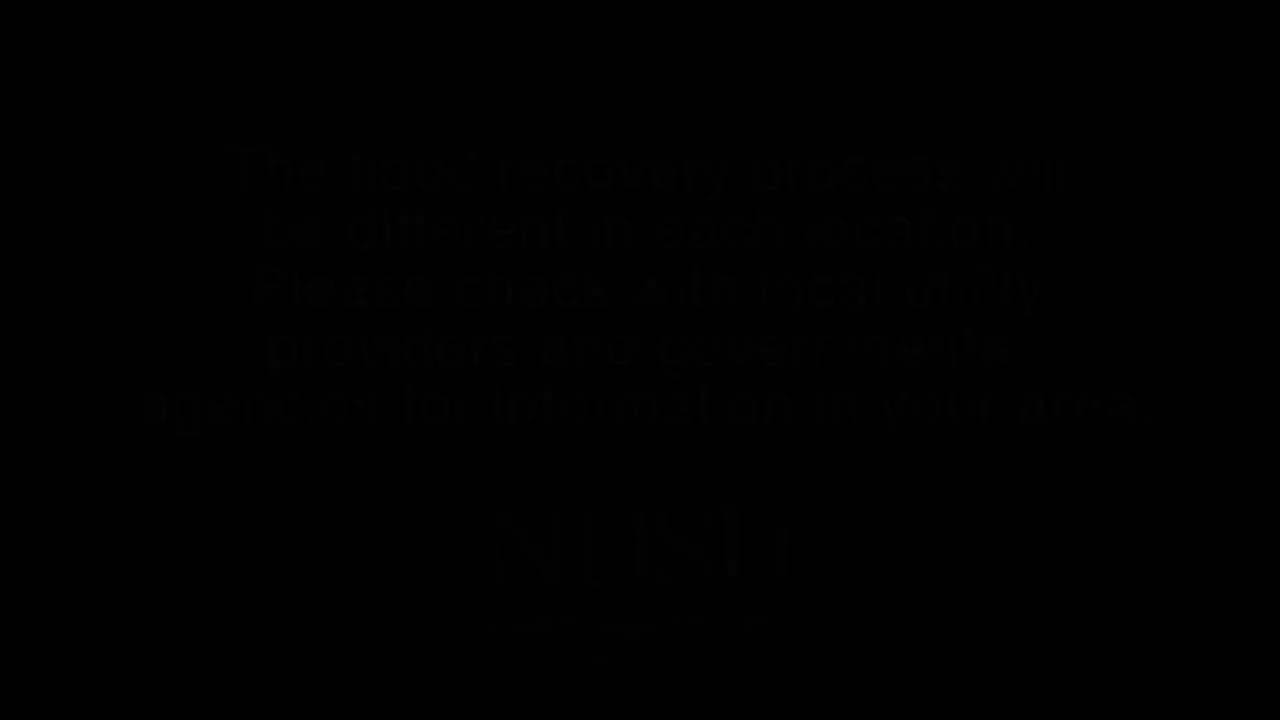 The flood recovery process will
be different in each location.
Please check with local utility
providers and governmental
agencies for information in your area.
NDSU